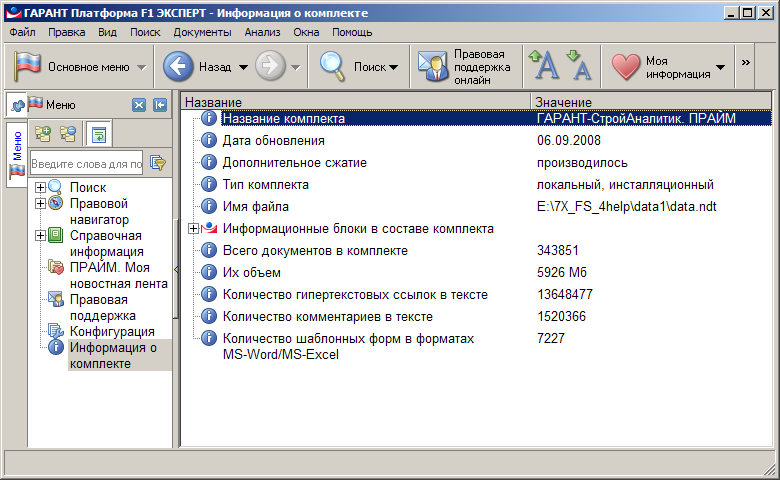 ГАРАНТ Платформа F1 ЭКСПЕРТ - Информация о комплекте
Файл Правка Вид Поиск Документы Анализ Окна Помощь
Основное меню Назад Поиск Правовая поддержка онлайн Моя информация »
Меню
Меню
Введите слова для по
Поиск
Правовой
навигатор
Справочная
информация
ПРАЙМ. Моя
новостная лента
Правовая
поддержка
Конфигурация
Информация о
комплекте
Название Значение
Название комплекта ГАРАНТ-СтройАналитик. ПРАЙМ
Дата обновления 06.09.2008
Дополнительное сжатие производилось
Тип комплекта локальный, инсталляционный
Имя файла E:\7X_FS_4help\data1\data.ndt
Информационные блоки в составе комплекта
Всего документов в комплекте 343851
Их объем 5926 Мб
Количество гипертекстовых ссылок в тексте 13648477
Количество комментариев в тексте 1520366
Количество шаблонных форм в форматах 7227
MS-Word/MS-Excel